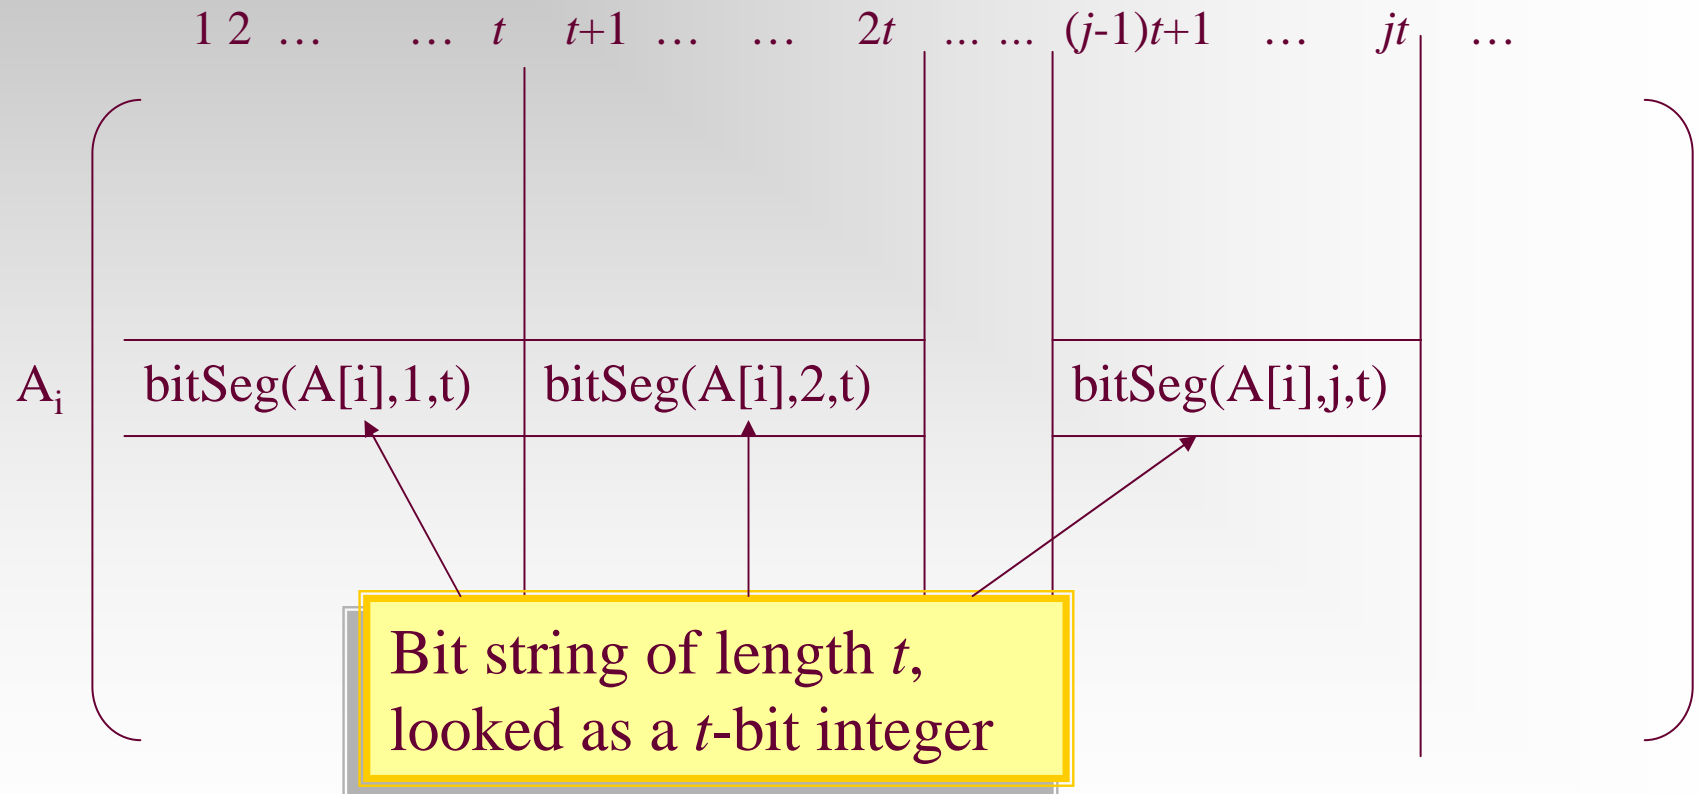 1 2 … … t t+1 … … 2t ... ... (j-1)t+1 … jt …
A_i bitSeg(A[i],1,t) bitSeg(A[i],2,t) bitSeg(A[i],j,t)
Bit string of length t,
looked as a t-bit integer